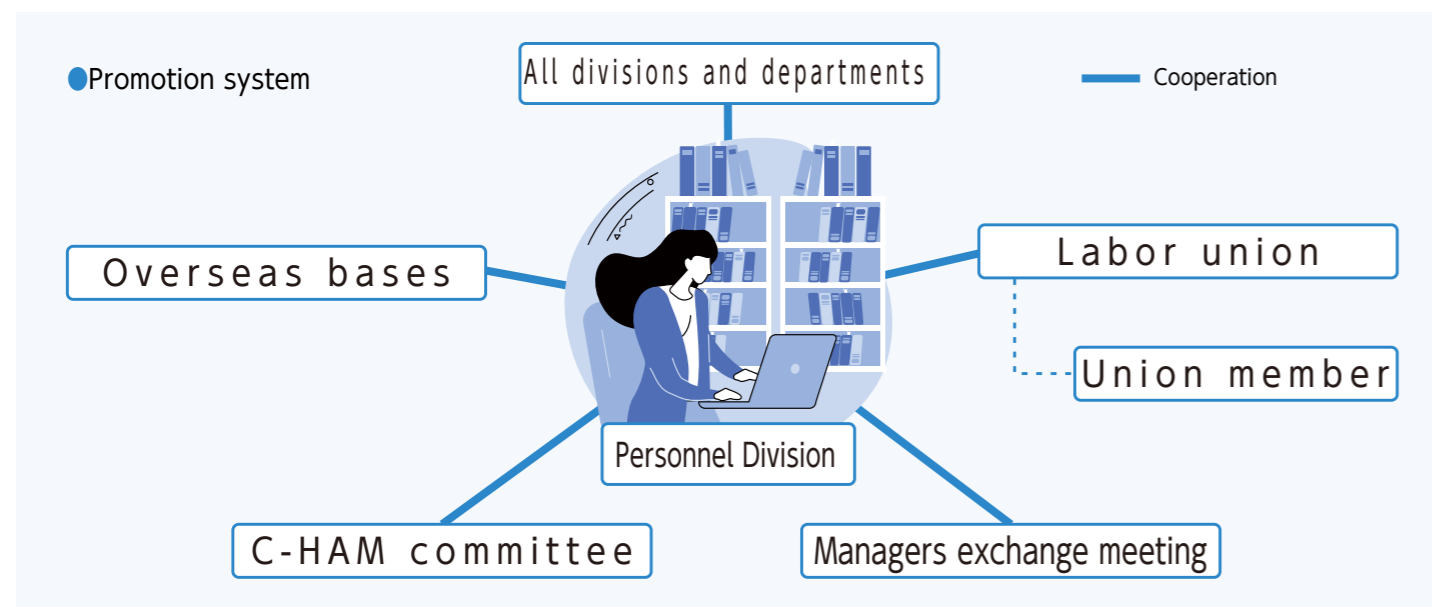 Promotion system
All divisions and departments
Cooperation
Overseas bases
Labor union
Union member
Personnel Division
C-HAM committee
Managers exchange meeting